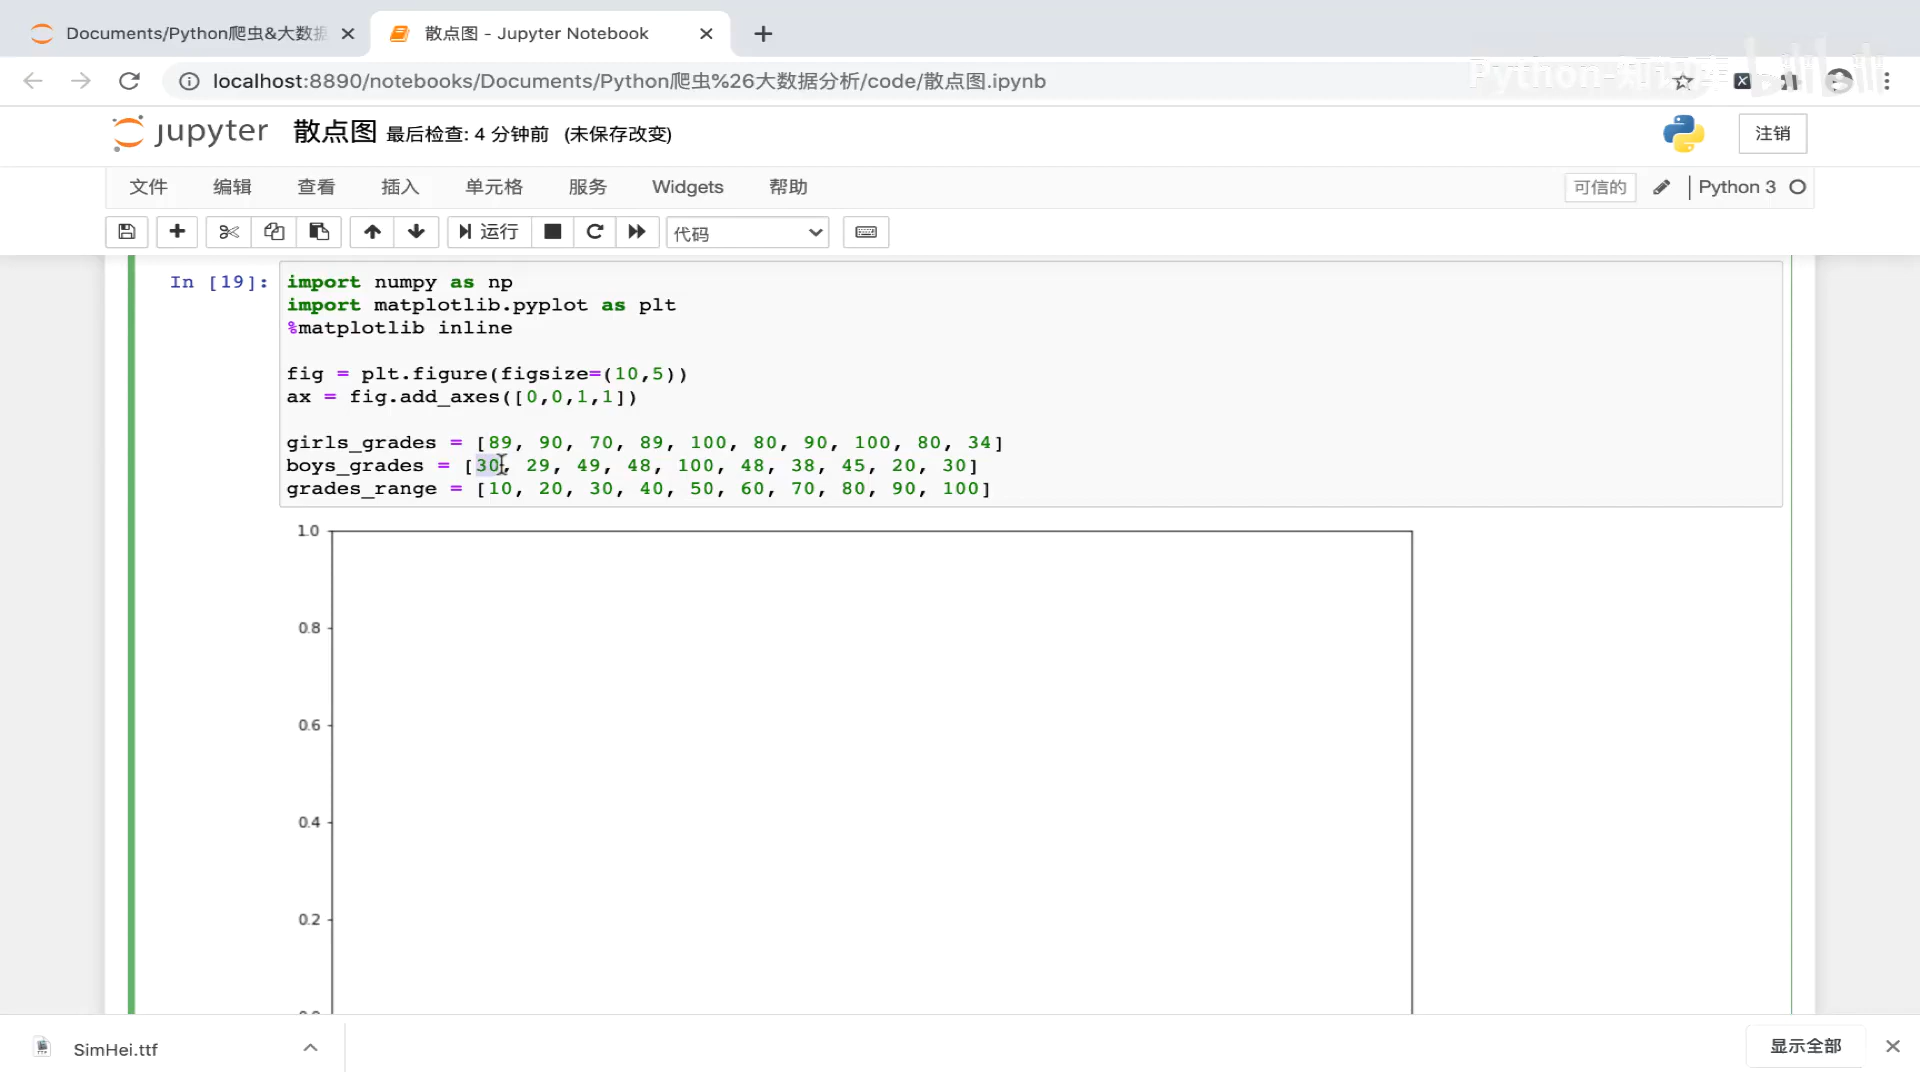 Documents/Python爬虫&大数据
散点图 - Jupyter Notebook
localhost:8890/notebooks/Documents/Python爬虫%26大数据分析/code/散点图.ipynb
Python-知识库
bilibili
jupyter 散点图 最后检查: 4 分钟前 (未保存改变)
注销
文件 编辑 查看 插入 单元格 服务 Widgets 帮助
可信的 Python 3
运行 代码
In [19]: import numpy as np
import matplotlib.pyplot as plt
%matplotlib inline
fig = plt.figure(figsize=(10,5))
ax = fig.add_axes([0,0,1,1])
girls_grades = [89, 90, 70, 89, 100, 80, 90, 100, 80, 34]
boys_grades = [30, 29, 49, 48, 100, 48, 38, 45, 20, 30]
grades_range = [10, 20, 30, 40, 50, 60, 70, 80, 90, 100]
1.0
0.8
0.6
0.4
0.2
SimHei.ttf
显示全部